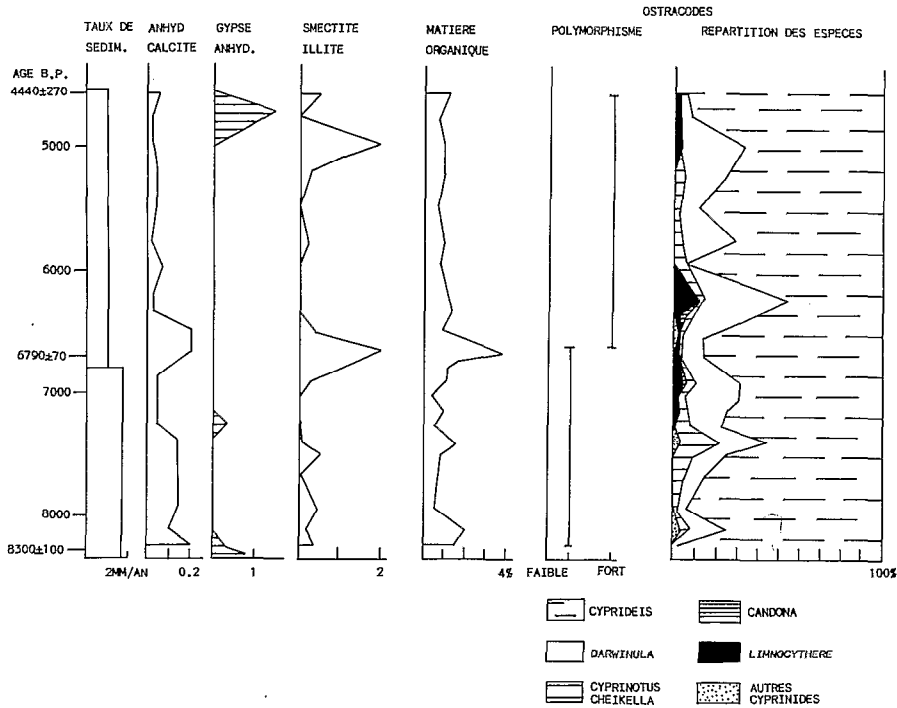 OSTRACODES
TAUX DE SEDIM.
ANHYD CALCITE
GYPSE ANHYD.
SMECTITE ILLITE
MATIERE ORGANIQUE
POLYMORPHISME
REPARTITION DES ESPECES
AGE B.P.
4440±270
5000
6000
6790±70
7000
8000
8300±100
2MM/AN
0.2
1
2
4%
FAIBLE
FORT
100%
CYPRIDEIS
CANDONA
DARWINULA
LIMNOCYTHERE
CYPRINOTUS CHEIKELLA
AUTRES CYPRINIDES